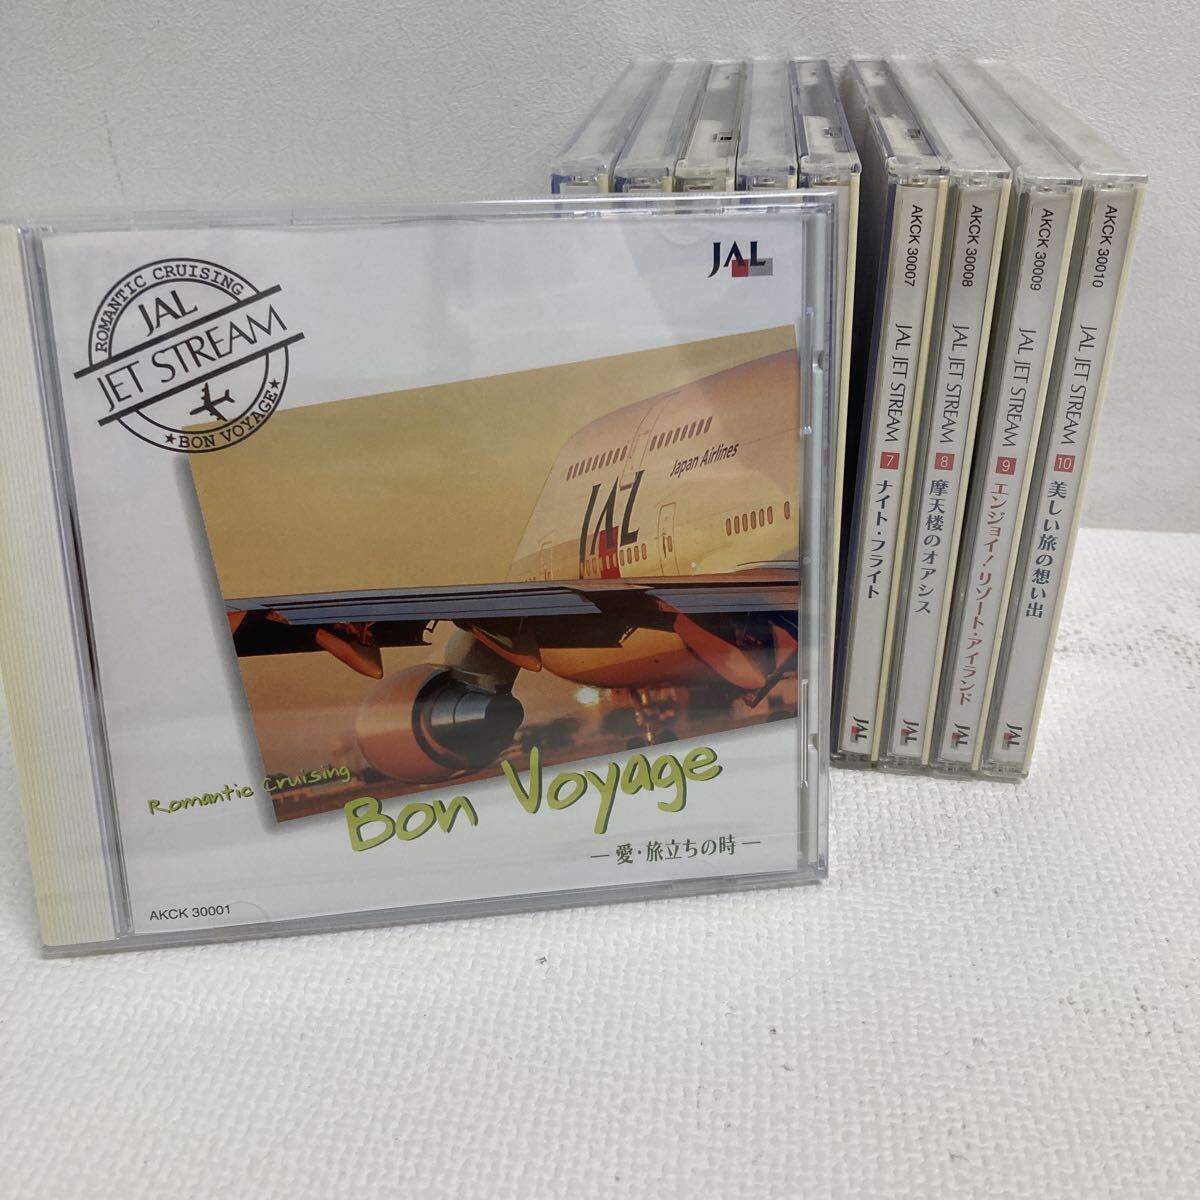 ROMANTIC CRUISING
JAL
JET STREAM
★BON VOYAGE★
JAL
JAL
Japan Airlines
Romantic Cruising
Bon Voyage
─ 愛・旅立ちの時 ─
AKCK 30001
AKCK 30007 JAL JET STREAM 7 ナイト・フライト JAL
AKCK 30008 JAL JET STREAM 8 摩天楼のオアシス JAL
AKCK 30009 JAL JET STREAM 9 エンジョイ!リゾート・アイランド JAL
AKCK 30010 JAL JET STREAM 10 美しい旅の想い出 JAL